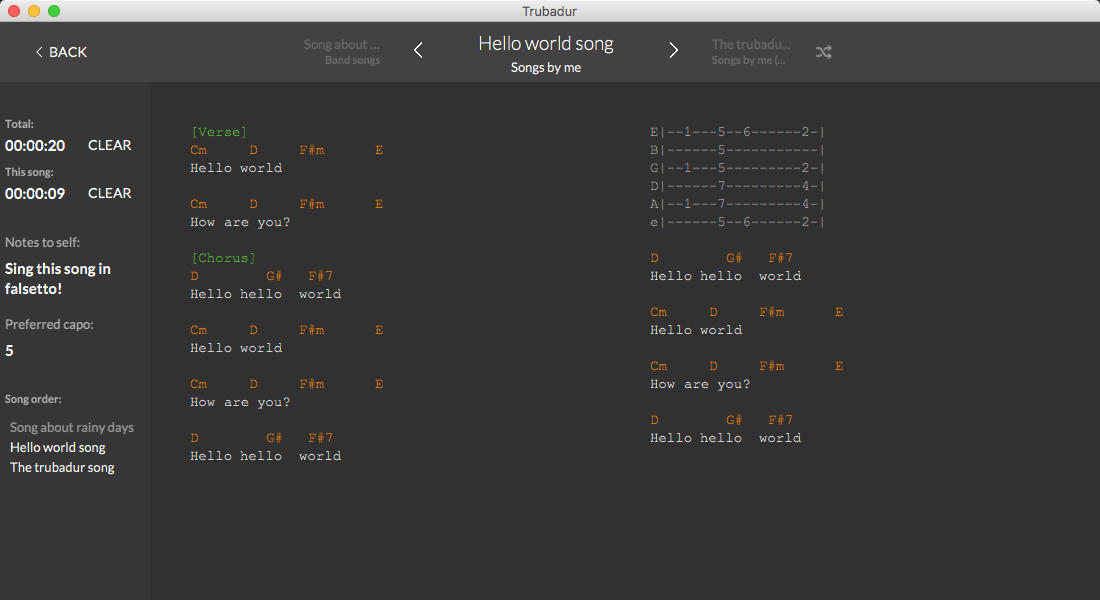 Trubadur
BACK
Song about ...
Band songs
Hello world song
Songs by me
The trubadu...
Songs by me (...
Total:
00:00:20 CLEAR
This song:
00:00:09 CLEAR
Notes to self:
Sing this song in
falsetto!
Preferred capo:
5
Song order:
Song about rainy days
Hello world song
The trubadur song
[Verse]
Cm     D     F#m      E
Hello world
Cm     D     F#m      E
How are you?
[Chorus]
D        G#   F#7
Hello hello  world
Cm     D     F#m      E
Hello world
Cm     D     F#m      E
How are you?
D        G#   F#7
Hello hello  world
E|--1---5--6------2-|
B|------5-----------|
G|--1---5---------2-|
D|------7---------4-|
A|--1---7---------4-|
e|------5--6------2-|
D        G#   F#7
Hello hello  world
Cm     D     F#m      E
Hello world
Cm     D     F#m      E
How are you?
D        G#   F#7
Hello hello  world